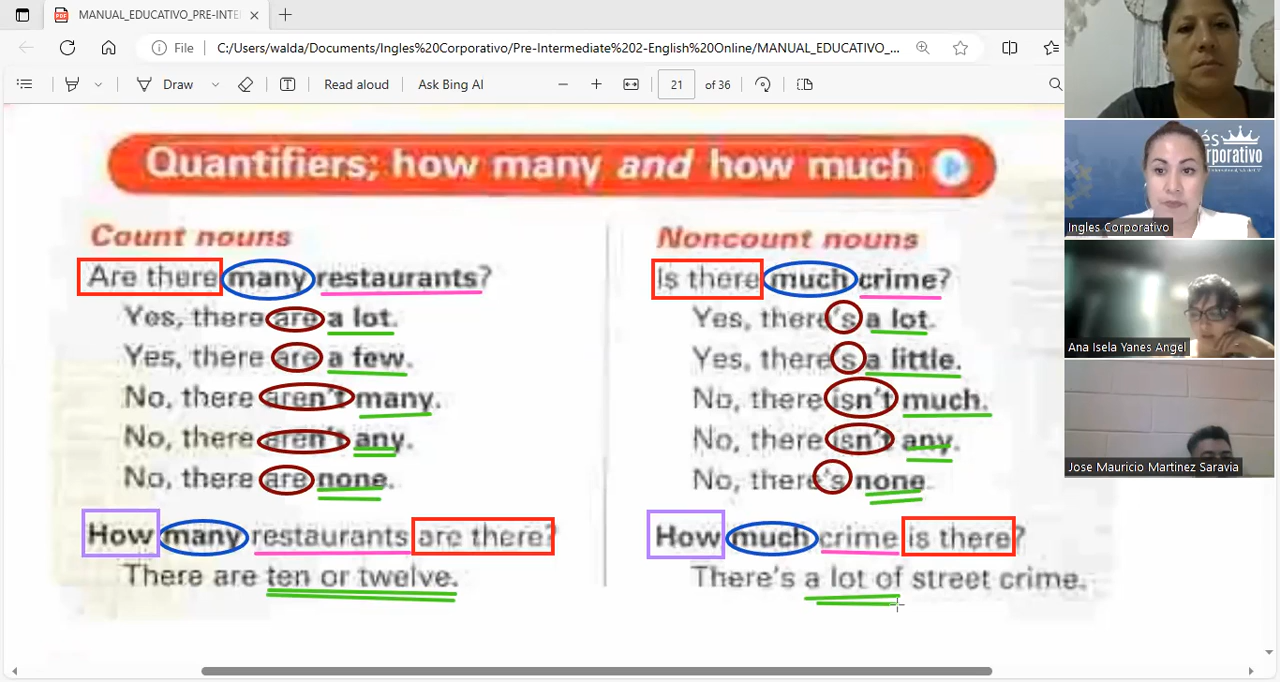 MANUAL_EDUCATIVO_PRE-INTEI
File
C:/Users/walda/Documents/Ingles%20Corporativo/Pre-Intermediate%202-English%20Online/MANUAL_EDUCATIVO_...
Draw
Read aloud
Ask Bing AI
21 of 36
Quantifiers; how many and how much
Count nouns
Are there many restaurants?
Yes, there are a lot.
Yes, there are a few.
No, there aren't many.
No, there aren't any.
No, there are none.
How many restaurants are there?
There are ten or twelve.
Noncount nouns
Is there much crime?
Yes, there's a lot.
Yes, there's a little.
No, there isn't much.
No, there isn't any.
No, there's none.
How much crime is there?
There's a lot of street crime.
és
rporativo
Ingles Corporativo
Ana Isela Yanes Angel
Jose Mauricio Martinez Saravia